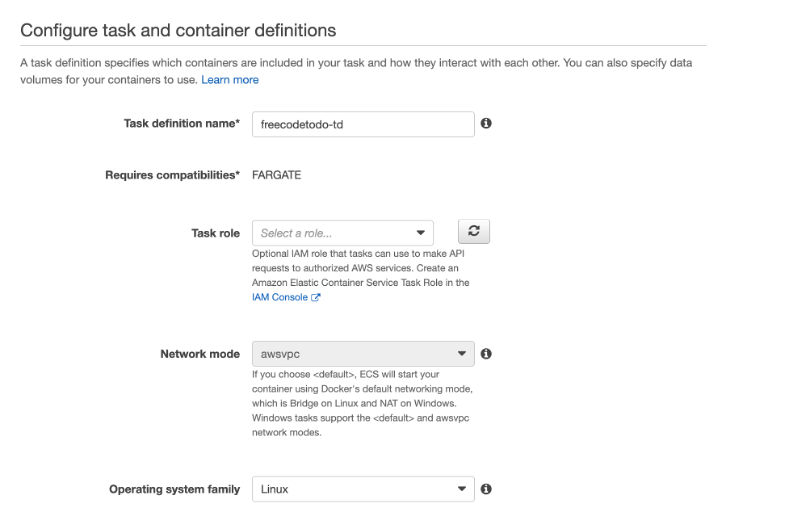 Configure task and container definitions
A task definition specifies which containers are included in your task and how they interact with each other. You can also specify data
volumes for your containers to use. Learn more
Task definition name* freecodetodo-td
Requires compatibilities* FARGATE
Task role Select a role...
Optional IAM role that tasks can use to make API
requests to authorized AWS services. Create an
Amazon Elastic Container Service Task Role in the
IAM Console
Network mode awsvpc
If you choose <default>, ECS will start your
container using Docker's default networking mode,
which is Bridge on Linux and NAT on Windows.
Windows tasks support the <default> and awsvpc
network modes.
Operating system family Linux